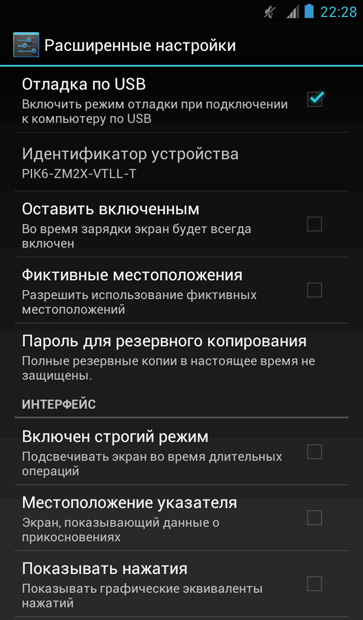 22:28
Расширенные настройки
Отладка по USB
Включить режим отладки при подключении
к компьютеру по USB
Идентификатор устройства
PIK6-ZM2X-VTLL-T
Оставить включенным
Во время зарядки экран будет всегда
включен
Фиктивные местоположения
Разрешить использование фиктивных
местоположений
Пароль для резервного копирования
Полные резервные копии в настоящее время не
защищены.
ИНТЕРФЕЙС
Включен строгий режим
Подсвечивать экран во время длительных
операций
Местоположение указателя
Экран, показывающий данные о
прикосновениях
Показывать нажатия
Показывать графические эквиваленты
нажатий